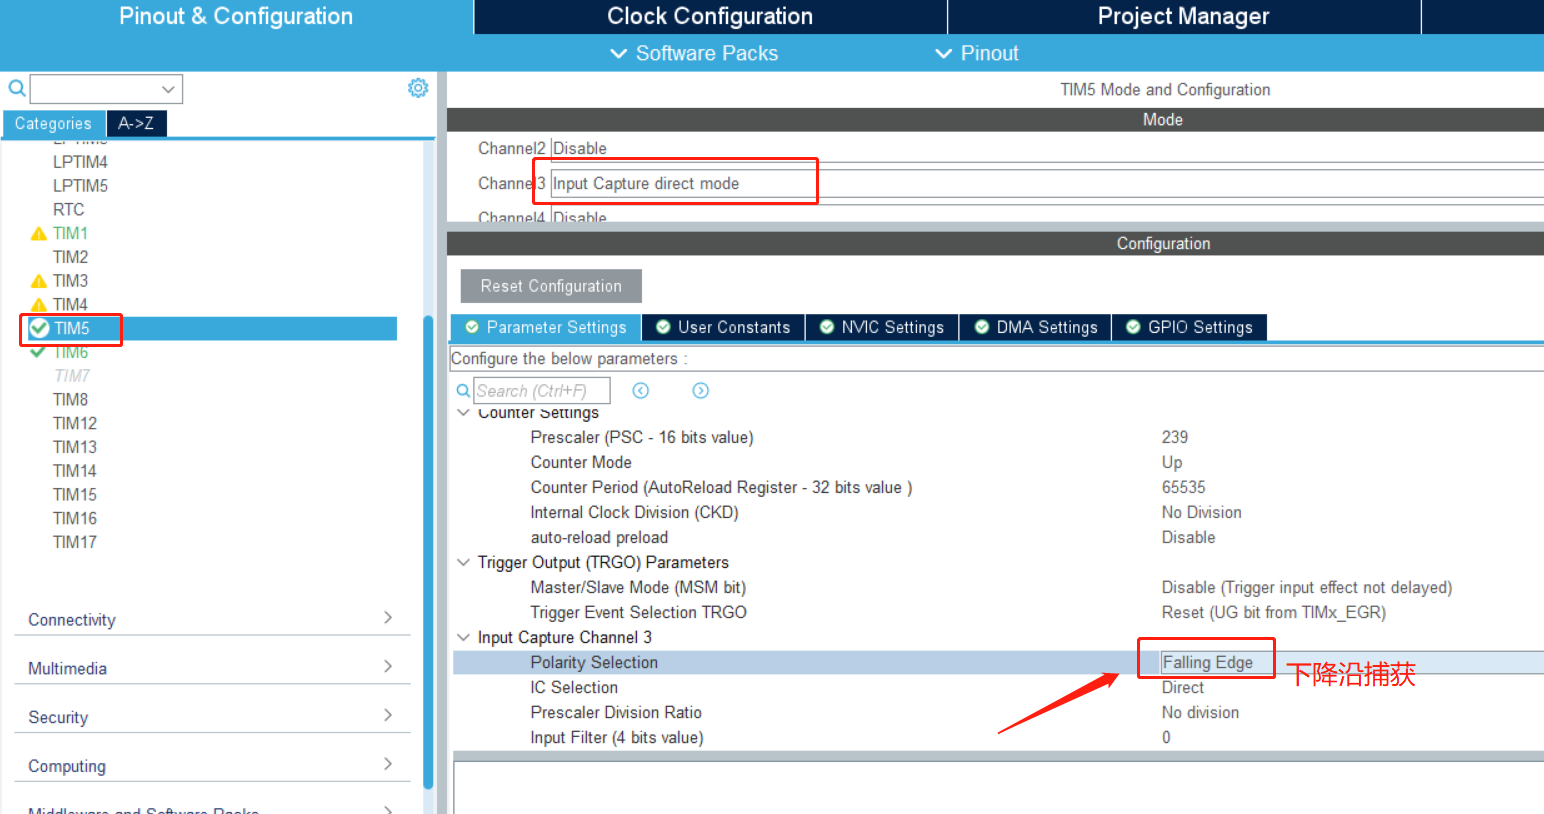 Pinout & Configuration
Clock Configuration
Project Manager
Software Packs
Pinout
TIM5 Mode and Configuration
Categories
A->Z
Mode
LPTIM3
LPTIM4
LPTIM5
RTC
TIM1
TIM2
TIM3
TIM4
TIM5
TIM6
TIM7
TIM8
TIM12
TIM13
TIM14
TIM15
TIM16
TIM17
Connectivity
Multimedia
Security
Computing
Middleware and Software Packs
Channel2 Disable
Channel3 Input Capture direct mode
Channel4 Disable
Configuration
Reset Configuration
Parameter Settings
User Constants
NVIC Settings
DMA Settings
GPIO Settings
Configure the below parameters :
Search (Ctrl+F)
Counter Settings
Prescaler (PSC - 16 bits value) 239
Counter Mode Up
Counter Period (AutoReload Register - 32 bits value ) 65535
Internal Clock Division (CKD) No Division
auto-reload preload Disable
Trigger Output (TRGO) Parameters
Master/Slave Mode (MSM bit) Disable (Trigger input effect not delayed)
Trigger Event Selection TRGO Reset (UG bit from TIMx_EGR)
Input Capture Channel 3
Polarity Selection Falling Edge 下降沿捕获
IC Selection Direct
Prescaler Division Ratio No division
Input Filter (4 bits value) 0